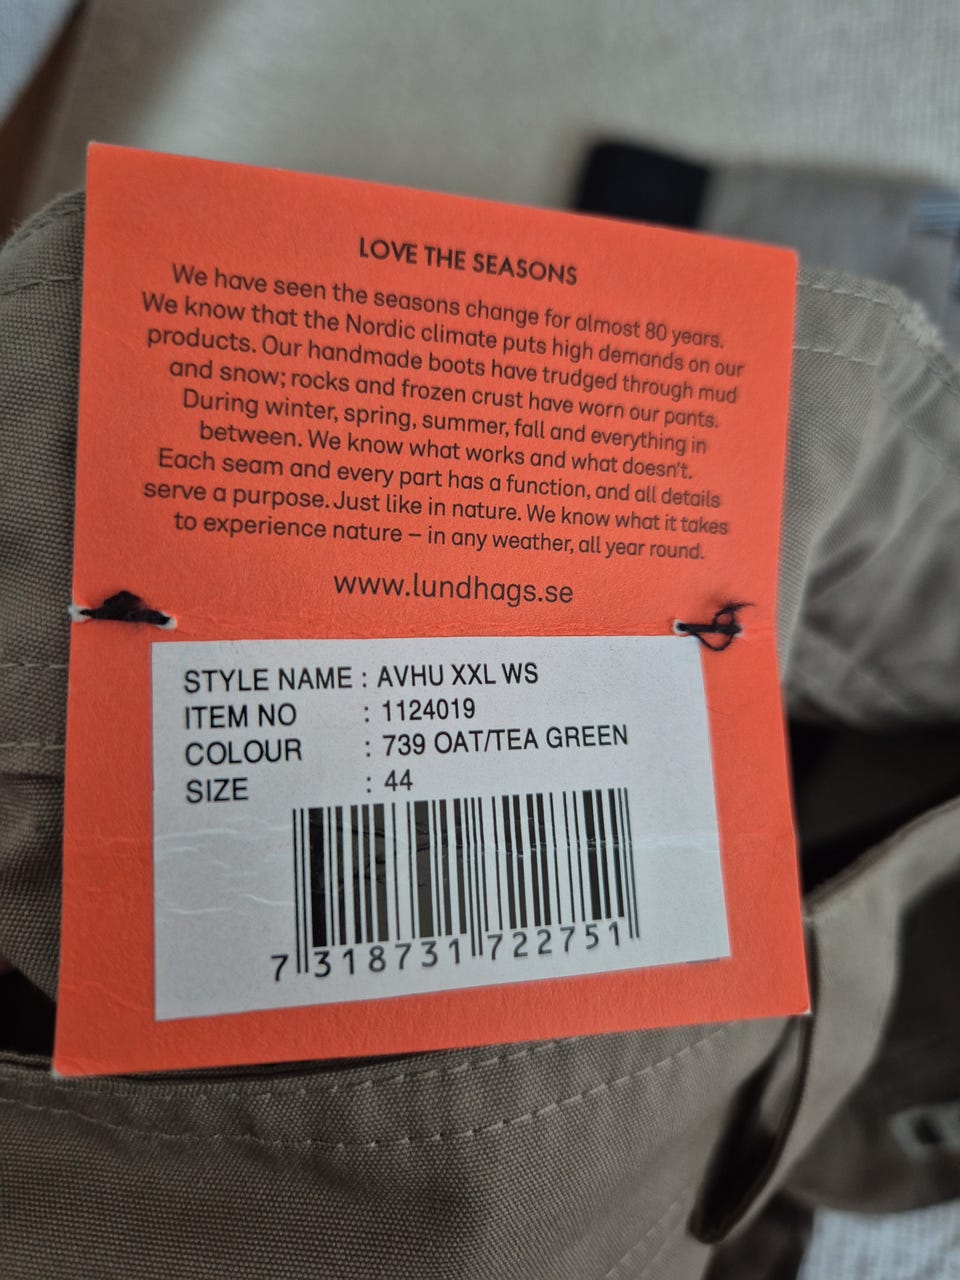 LOVE THE SEASONS
We have seen the seasons change for almost 80 years.
We know that the Nordic climate puts high demands on our
products. Our handmade boots have trudged through mud
and snow; rocks and frozen crust have worn our pants.
During winter, spring, summer, fall and everything in
between. We know what works and what doesn't.
Each seam and every part has a function, and all details
serve a purpose. Just like in nature. We know what it takes
to experience nature – in any weather, all year round.
www.lundhags.se
STYLE NAME : AVHU XXL WS
ITEM NO : 1124019
COLOUR : 739 OAT/TEA GREEN
SIZE : 44
7 318731 722751